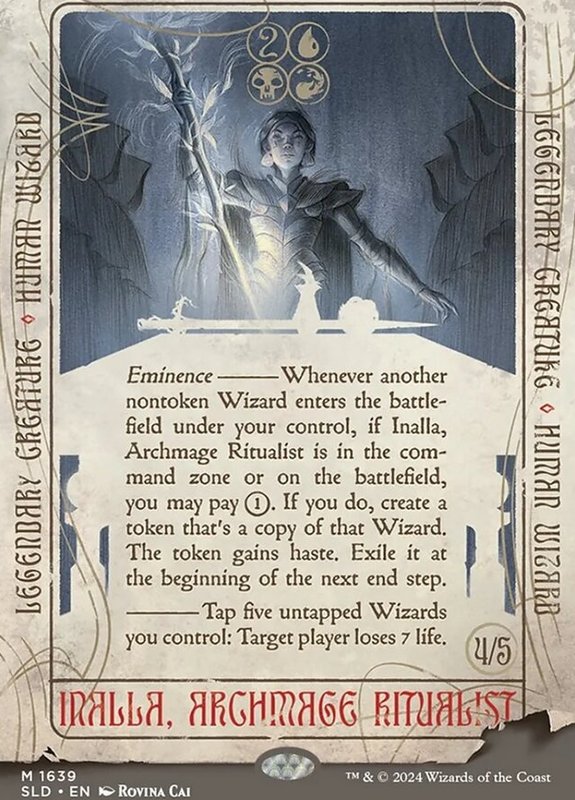 2
LEGENDARY CREATURE ♦ HUMAN WIZARD
LEGENDARY CREATURE ♦ HUMAN WIZARD
Eminence —— Whenever another
nontoken Wizard enters the battle-
field under your control, if Inalla,
Archmage Ritualist is in the com-
mand zone or on the battlefield,
you may pay ①. If you do, create a
token that's a copy of that Wizard.
The token gains haste. Exile it at
the beginning of the next end step.
—— Tap five untapped Wizards
you control: Target player loses 7 life.
4/5
INALLA, ARCHMAGE RITUALIST
M 1639
SLD • EN ROVINA CAI
™ & © 2024 Wizards of the Coast